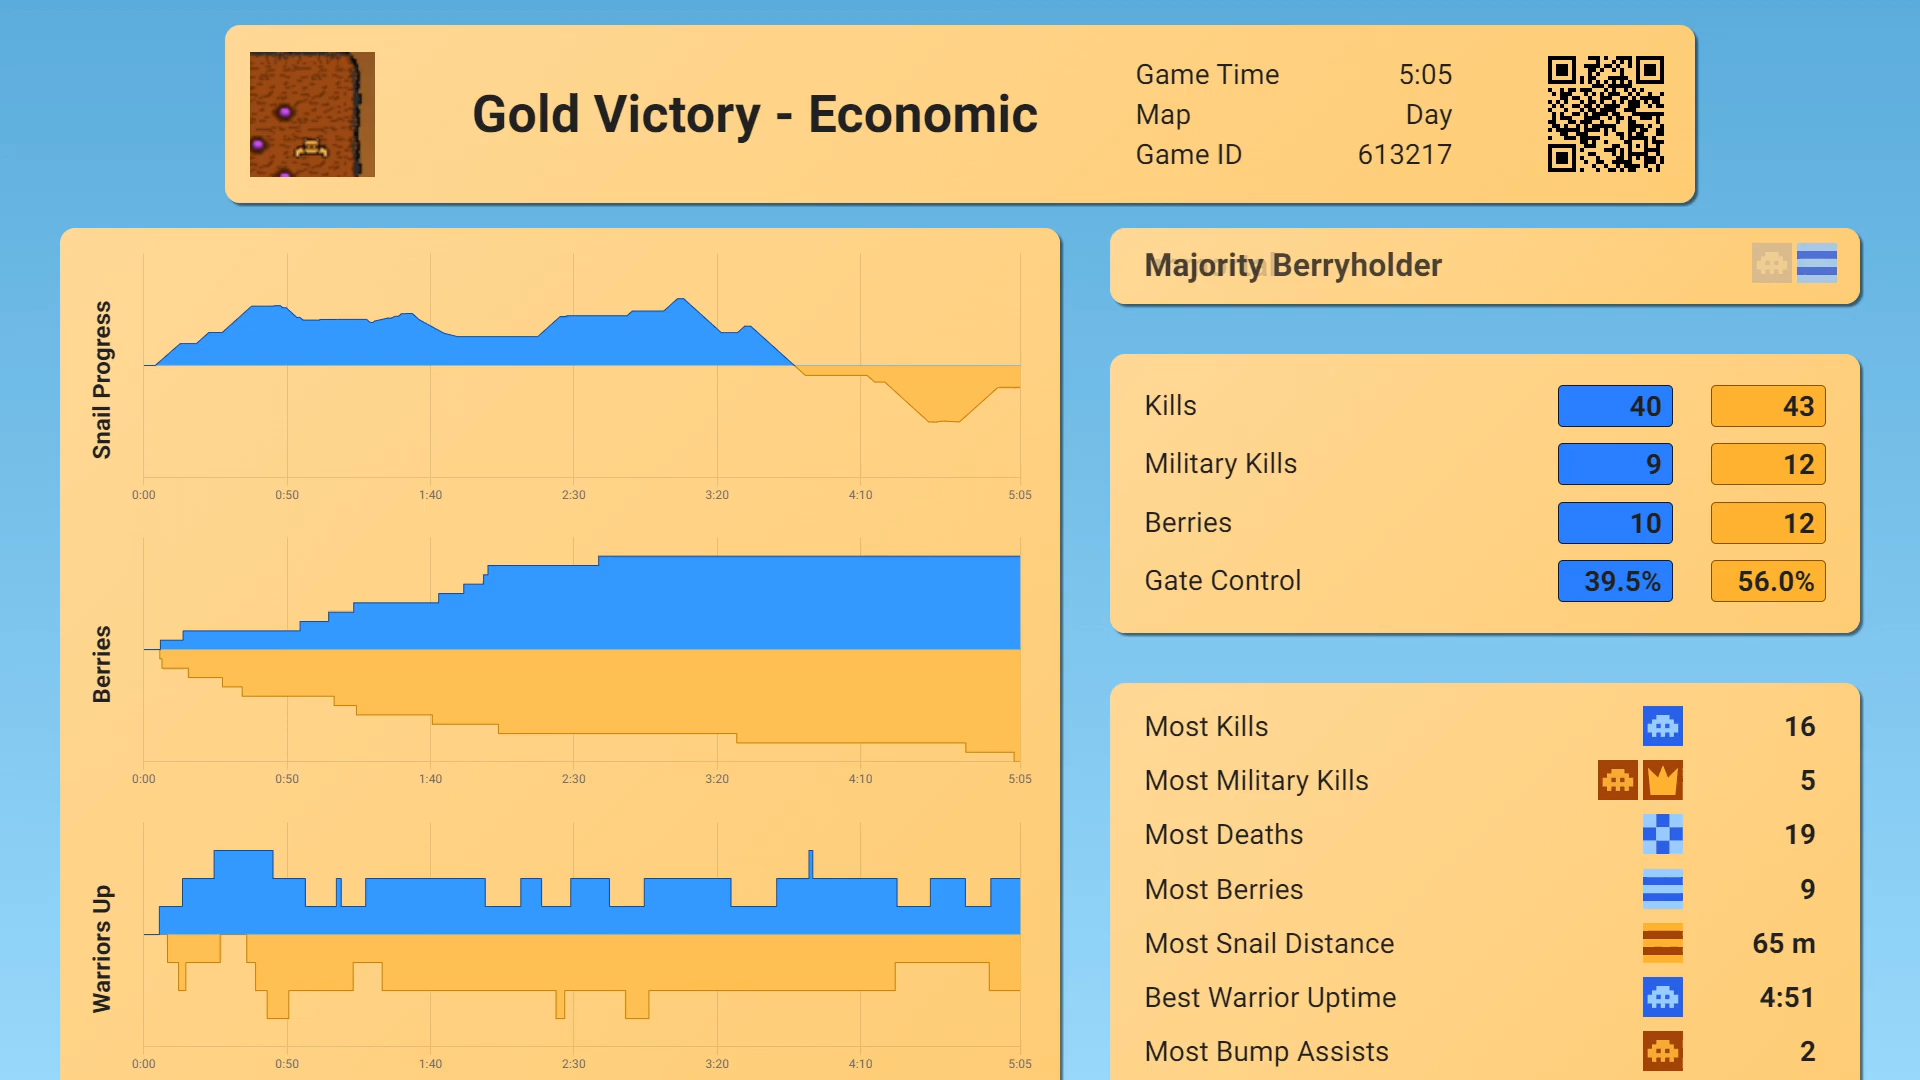 Gold Victory - Economic
Game Time 5:05
Map Day
Game ID 613217
Majority Berryholder
Snail Progress
0:00 0:50 1:40 2:30 3:20 4:10 5:05
Berries
0:00 0:50 1:40 2:30 3:20 4:10 5:05
Warriors Up
0:00 0:50 1:40 2:30 3:20 4:10 5:05
Kills 40 43
Military Kills 9 12
Berries 10 12
Gate Control 39.5% 56.0%
Most Kills 16
Most Military Kills 5
Most Deaths 19
Most Berries 9
Most Snail Distance 65 m
Best Warrior Uptime 4:51
Most Bump Assists 2